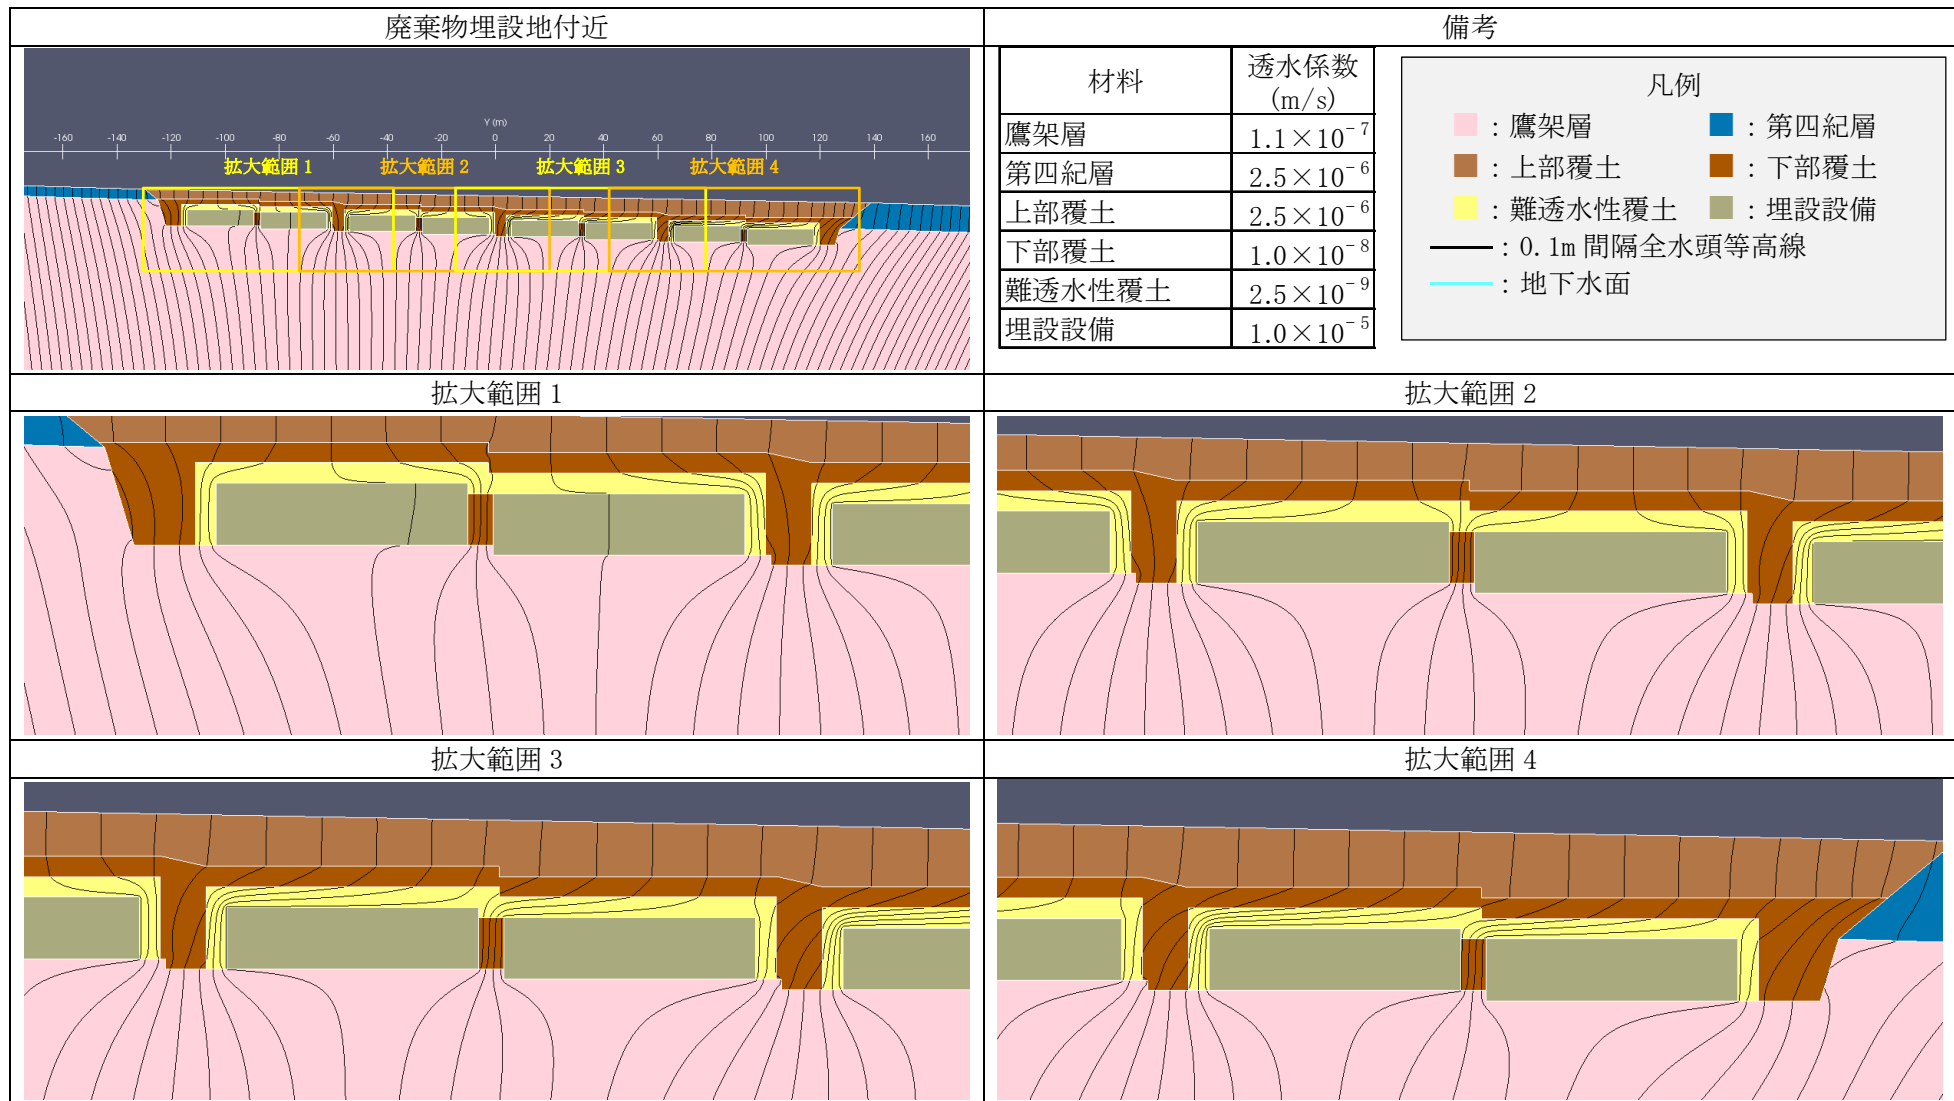 廃棄物埋設地付近
備考
Y (m)
-160 -140 -120 -100 -80 -60 -40 -20 0 20 40 60 80 100 120 140 160
拡大範囲 1 拡大範囲 2 拡大範囲 3 拡大範囲 4
材料 透水係数 (m/s)
鷹架層 1.1×10⁻⁷
第四紀層 2.5×10⁻⁶
上部覆土 2.5×10⁻⁶
下部覆土 1.0×10⁻⁸
難透水性覆土 2.5×10⁻⁹
埋設設備 1.0×10⁻⁵
凡例
：鷹架層 ：第四紀層
：上部覆土 ：下部覆土
：難透水性覆土 ：埋設設備
：0.1m 間隔全水頭等高線
：地下水面
拡大範囲 1
拡大範囲 2
拡大範囲 3
拡大範囲 4